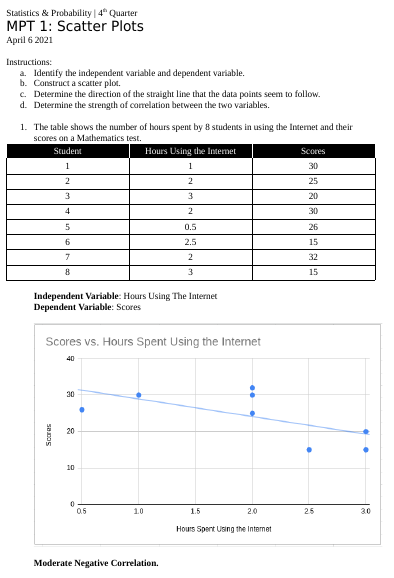 Statistics & Probability | 4th Quarter
MPT 1: Scatter Plots
April 6 2021
Instructions:
a. Identify the independent variable and dependent variable.
b. Construct a scatter plot.
c. Determine the direction of the straight line that the data points seem to follow.
d. Determine the strength of correlation between the two variables.
1. The table shows the number of hours spent by 8 students in using the Internet and their
scores on a Mathematics test.
Student Hours Using the Internet Scores
1 1 30
2 2 25
3 3 20
4 2 30
5 0.5 26
6 2.5 15
7 2 32
8 3 15
Independent Variable: Hours Using The Internet
Dependent Variable: Scores
Scores vs. Hours Spent Using the Internet
40
30
20
10
0
Scores
0.5 1.0 1.5 2.0 2.5 3.0
Hours Spent Using the Internet
Moderate Negative Correlation.